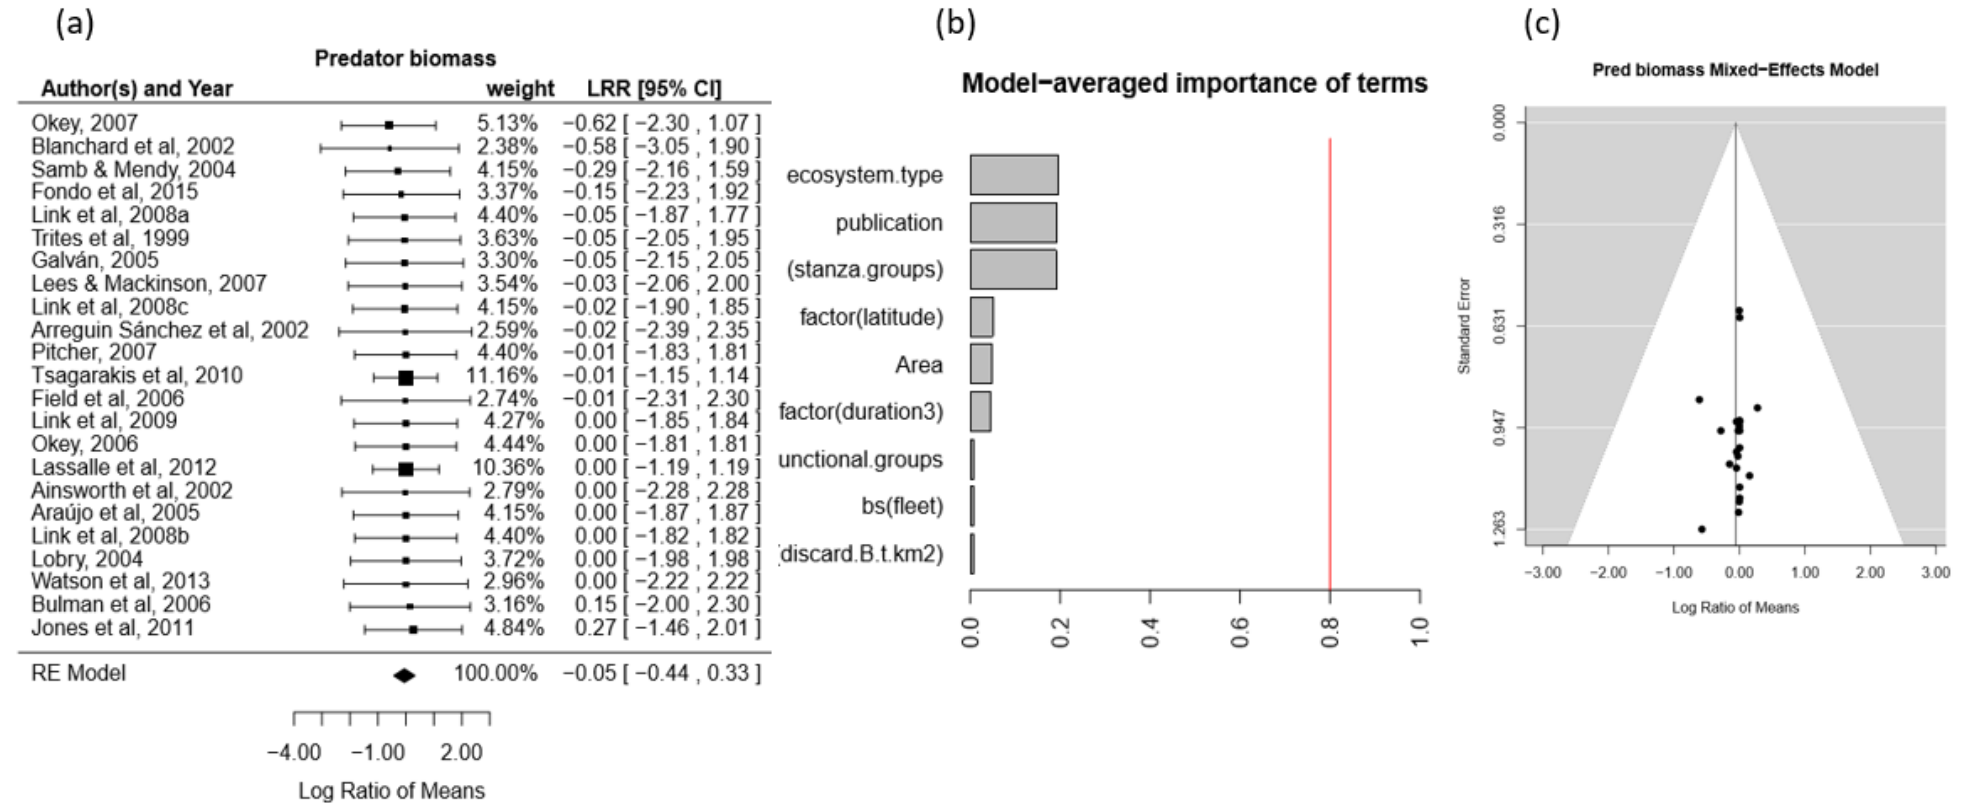 (a)
Predator biomass
Author(s) and Year weight LRR [95% CI]
Okey, 2007 5.13% −0.62 [ −2.30 , 1.07 ]
Blanchard et al, 2002 2.38% −0.58 [ −3.05 , 1.90 ]
Samb & Mendy, 2004 4.15% −0.29 [ −2.16 , 1.59 ]
Fondo et al, 2015 3.37% −0.15 [ −2.23 , 1.92 ]
Link et al, 2008a 4.40% −0.05 [ −1.87 , 1.77 ]
Trites et al, 1999 3.63% −0.05 [ −2.05 , 1.95 ]
Galván, 2005 3.30% −0.05 [ −2.15 , 2.05 ]
Lees & Mackinson, 2007 3.54% −0.03 [ −2.06 , 2.00 ]
Link et al, 2008c 4.15% −0.02 [ −1.90 , 1.85 ]
Arreguin Sánchez et al, 2002 2.59% −0.02 [ −2.39 , 2.35 ]
Pitcher, 2007 4.40% −0.01 [ −1.83 , 1.81 ]
Tsagarakis et al, 2010 11.16% −0.01 [ −1.15 , 1.14 ]
Field et al, 2006 2.74% −0.01 [ −2.31 , 2.30 ]
Link et al, 2009 4.27% 0.00 [ −1.85 , 1.84 ]
Okey, 2006 4.44% 0.00 [ −1.81 , 1.81 ]
Lassalle et al, 2012 10.36% 0.00 [ −1.19 , 1.19 ]
Ainsworth et al, 2002 2.79% 0.00 [ −2.28 , 2.28 ]
Araújo et al, 2005 4.15% 0.00 [ −1.87 , 1.87 ]
Link et al, 2008b 4.40% 0.00 [ −1.82 , 1.82 ]
Lobry, 2004 3.72% 0.00 [ −1.98 , 1.98 ]
Watson et al, 2013 2.96% 0.00 [ −2.22 , 2.22 ]
Bulman et al, 2006 3.16% 0.15 [ −2.00 , 2.30 ]
Jones et al, 2011 4.84% 0.27 [ −1.46 , 2.01 ]
RE Model 100.00% −0.05 [ −0.44 , 0.33 ]
−4.00 −1.00 2.00
Log Ratio of Means
(b)
Model−averaged importance of terms
ecosystem.type
publication
(stanza.groups)
factor(latitude)
Area
factor(duration3)
unctional.groups
bs(fleet)
(discard.B.t.km2)
0.0 0.2 0.4 0.6 0.8 1.0
(c)
Pred biomass Mixed−Effects Model
Standard Error
0.000
0.316
0.631
0.947
1.263
−3.00 −2.00 −1.00 0.00 1.00 2.00 3.00
Log Ratio of Means